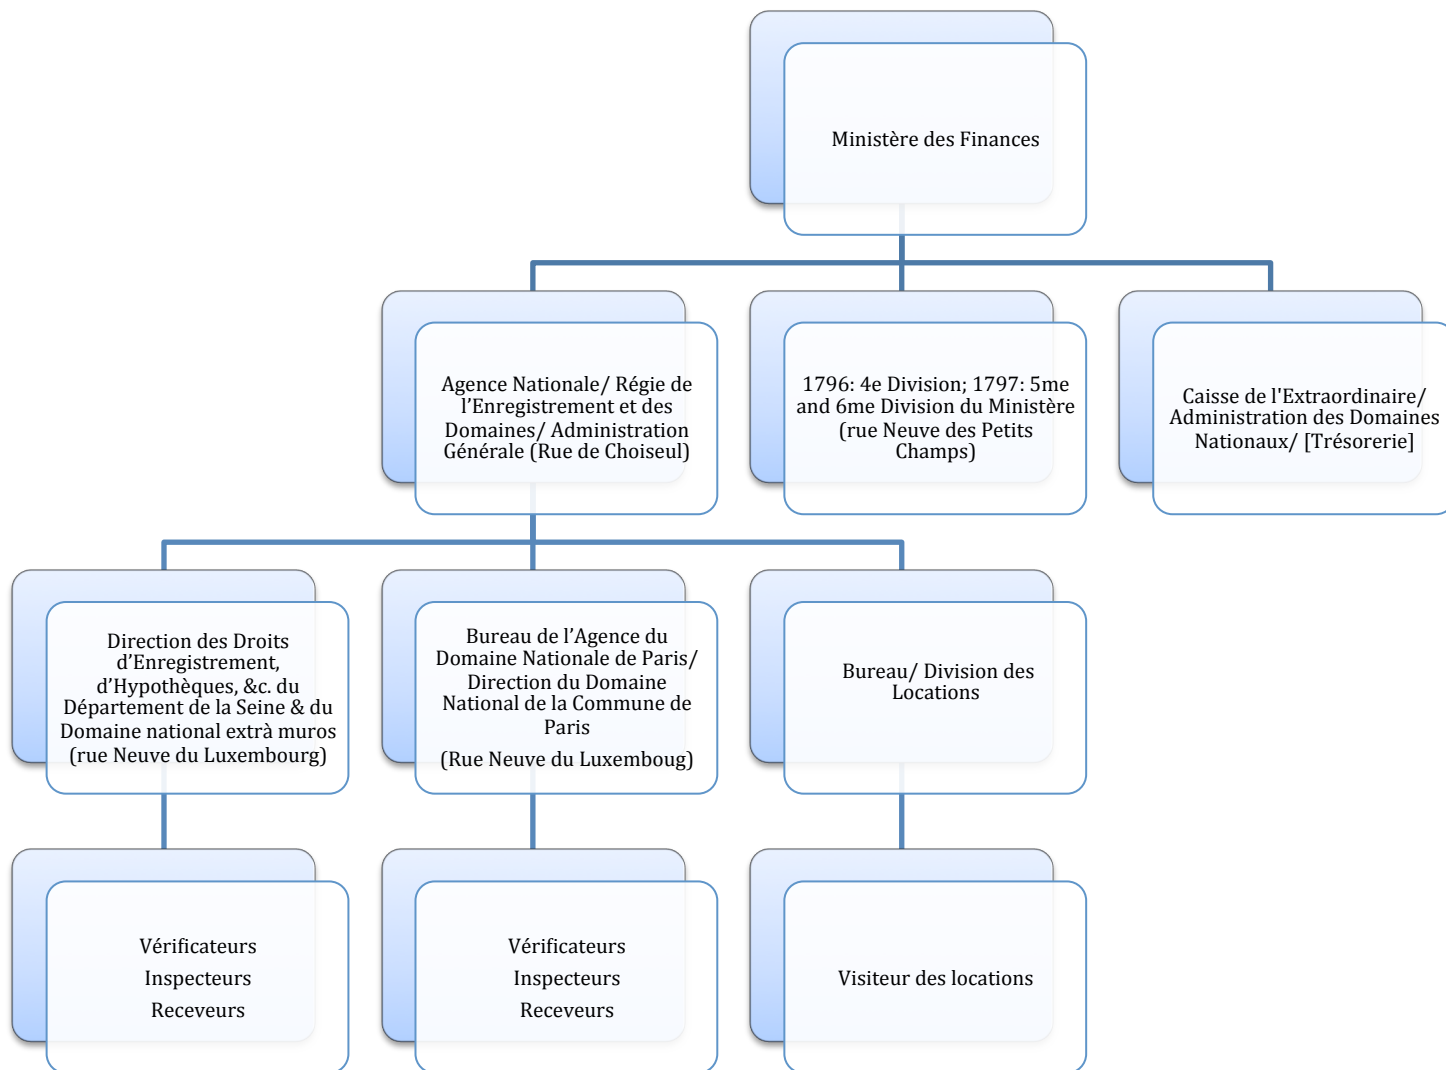 Ministère des Finances
Agence Nationale/ Régie de
l’Enregistrement et des
Domaines/ Administration
Générale (Rue de Choiseul)
1796: 4e Division; 1797: 5me
and 6me Division du Ministère
(rue Neuve des Petits
Champs)
Caisse de l'Extraordinaire/
Administration des Domaines
Nationaux/ [Trésorerie]
Direction des Droits
d’Enregistrement,
d’Hypothèques, &c. du
Département de la Seine & du
Domaine national extrà muros
(rue Neuve du Luxembourg)
Bureau de l’Agence du
Domaine Nationale de Paris/
Direction du Domaine
National de la Commune de
Paris
(Rue Neuve du Luxemboug)
Bureau/ Division des
Locations
Vérificateurs
Inspecteurs
Receveurs
Vérificateurs
Inspecteurs
Receveurs
Visiteur des locations